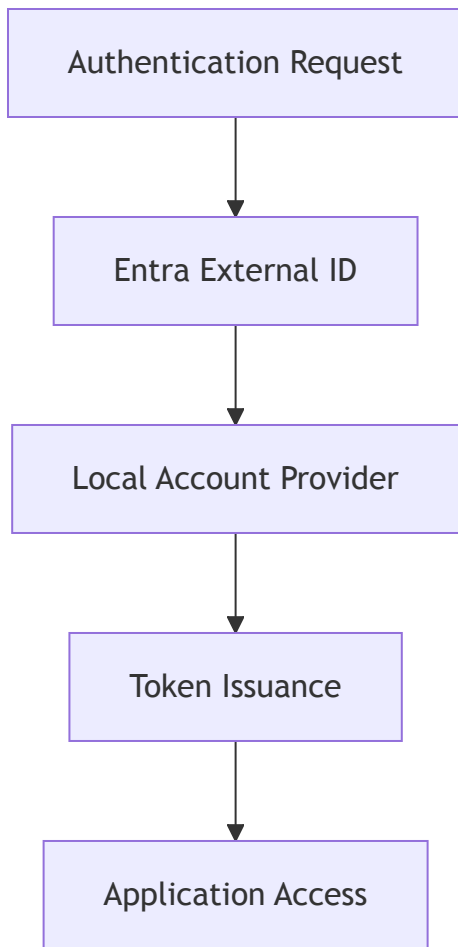 Authentication Request
Entra External ID
Local Account Provider
Token Issuance
Application Access